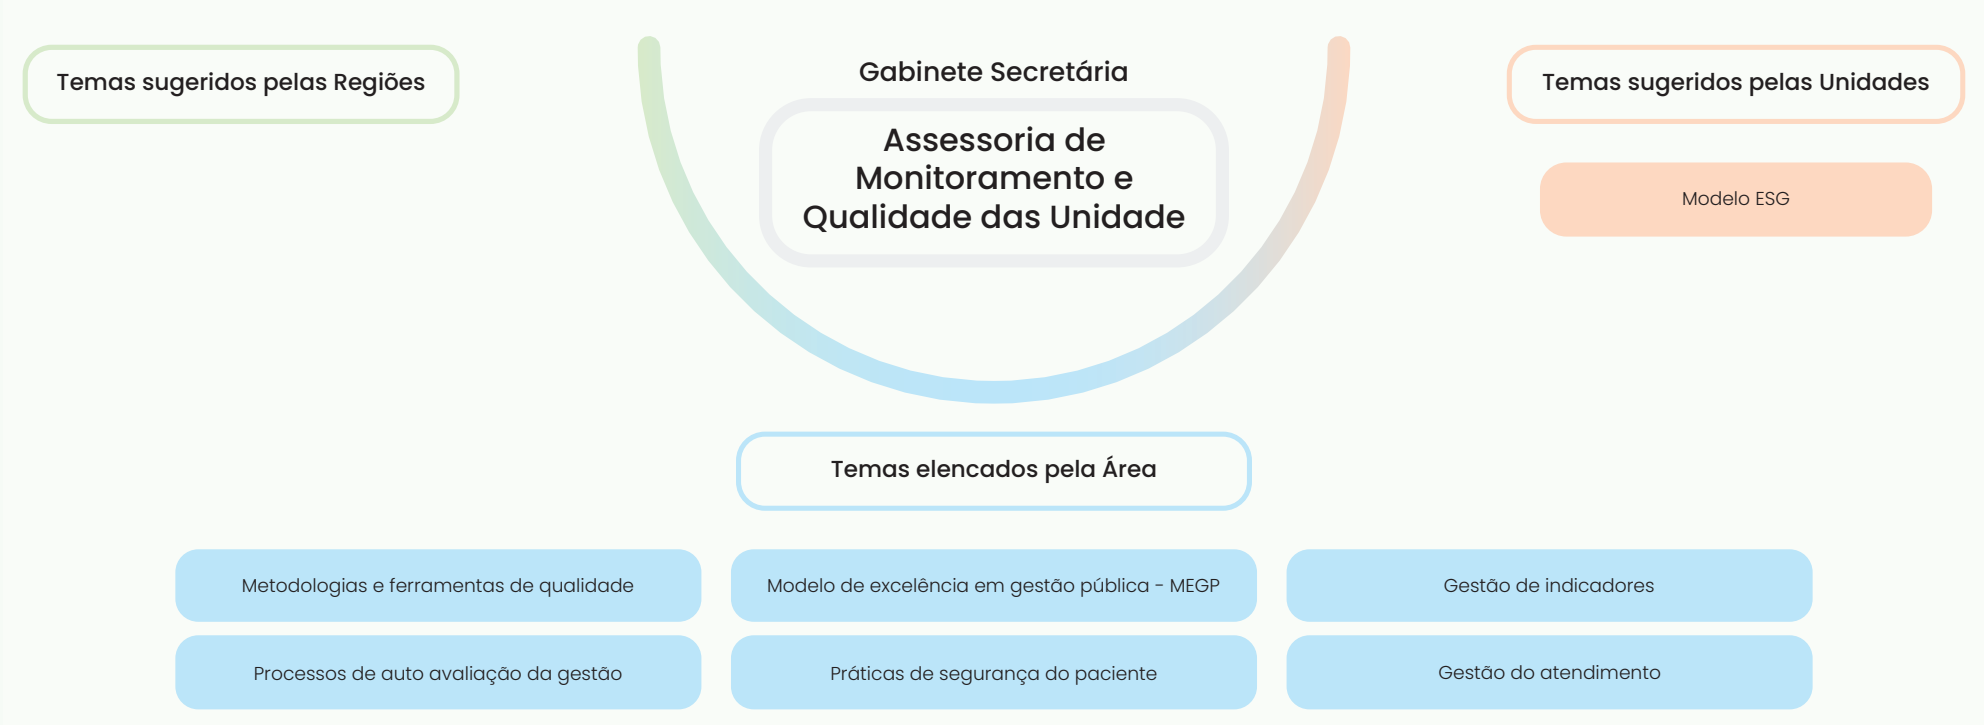 Temas sugeridos pelas Regiões
Gabinete Secretária
Assessoria de
Monitoramento e
Qualidade das Unidade
Temas sugeridos pelas Unidades
Modelo ESG
Temas elencados pela Área
Metodologias e ferramentas de qualidade
Modelo de excelência em gestão pública - MEGP
Gestão de indicadores
Processos de auto avaliação da gestão
Práticas de segurança do paciente
Gestão do atendimento